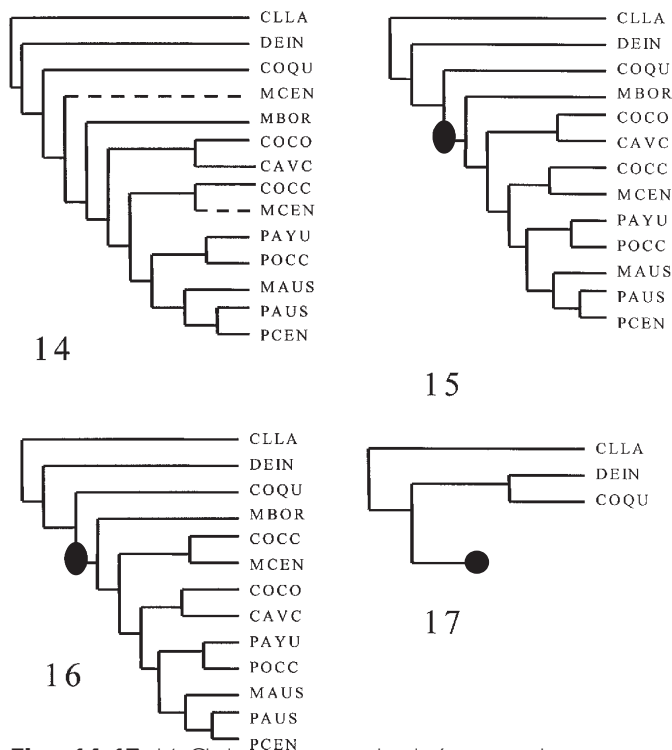 CLLA
DEIN
COQU
MCEN
MBOR
COCO
CAVC
COCC
MCEN
PAYU
POCC
MAUS
PAUS
PCEN
14
CLLA
DEIN
COQU
MBOR
COCO
CAVC
COCC
MCEN
PAYU
POCC
MAUS
PAUS
PCEN
15
CLLA
DEIN
COQU
MBOR
COCC
MCEN
COCO
CAVC
PAYU
POCC
MAUS
PAUS
PCEN
16
CLLA
DEIN
COQU
17